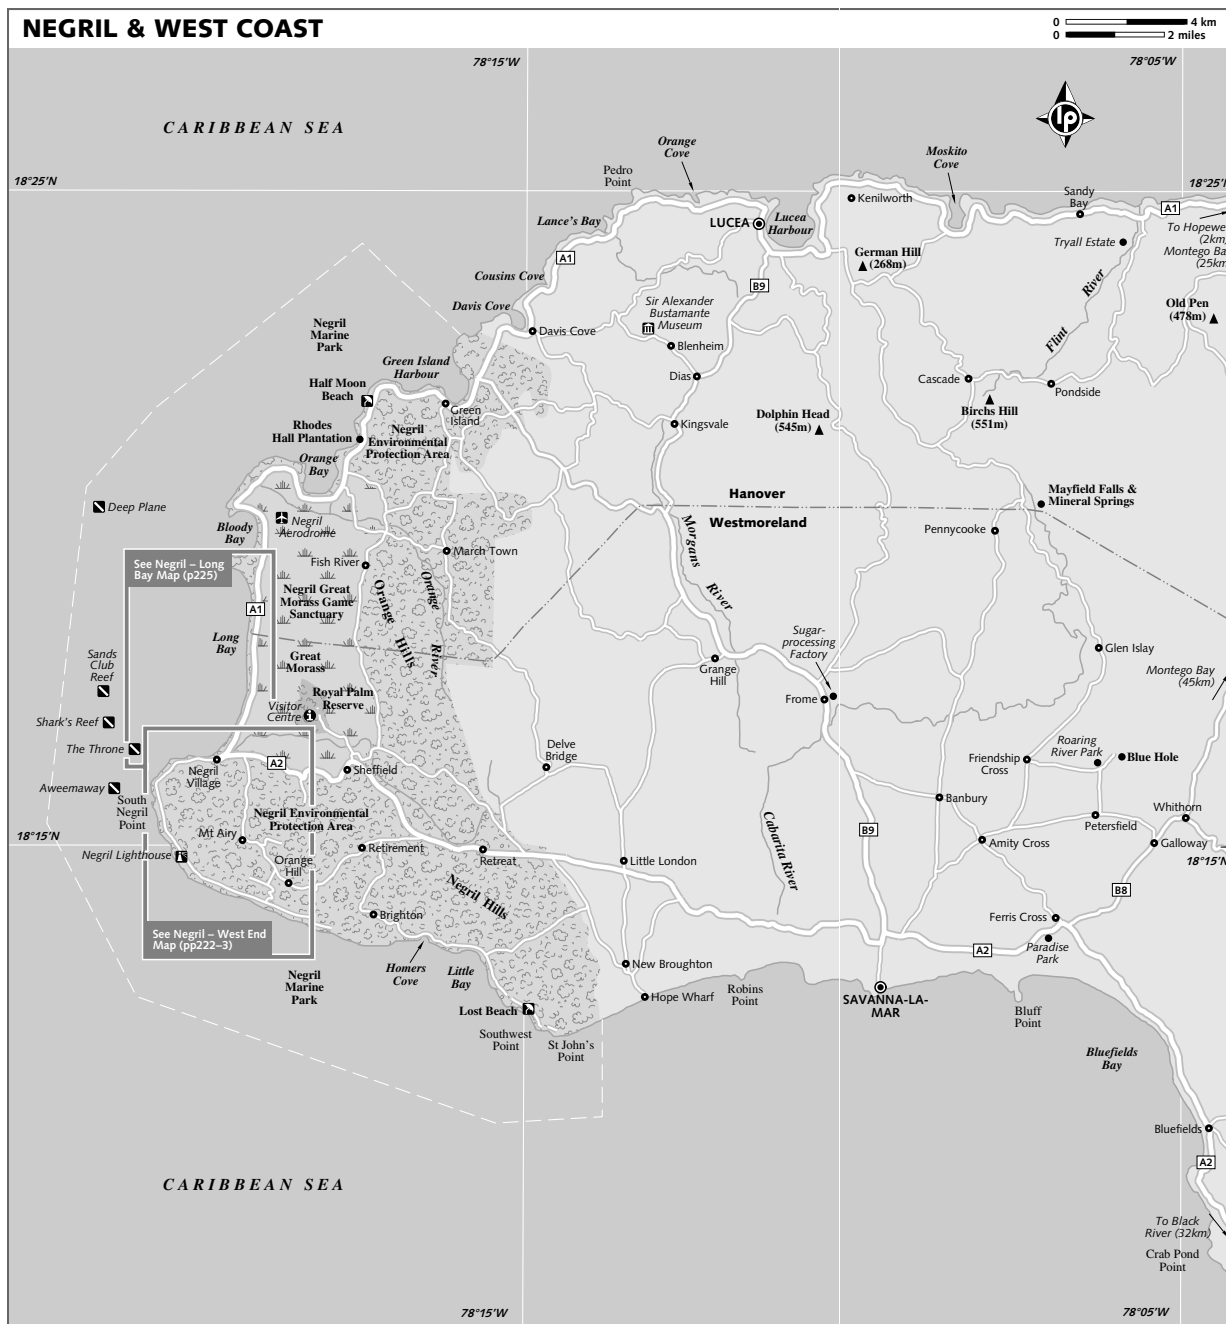 NEGRIL & WEST COAST
0 4 km
0 2 miles
78°15'W
78°05'W
CARIBBEAN SEA
lp
Orange
Cove
Moskito
Cove
Pedro
Point
18°25'N
18°25'N
Sandy
Bay
Kenilworth
A1
Lance's Bay
LUCEA
Lucea
Harbour
To Hopewe
(2km
Montego Ba
(25km
Tryall Estate
German Hill
(268m)
A1
Cousins Cove
B9
River
Flint
Old Pen
(478m)
Davis Cove
Sir Alexander
Bustamante
Museum
Negril
Marine
Park
Davis Cove
Blenheim
Green Island
Harbour
Dias
Cascade
Pondside
Half Moon
Beach
Green
Island
Birchs Hill
(551m)
Dolphin Head
(545m)
Kingsvale
Rhodes
Hall Plantation
Negril
Environmental
Protection Area
Orange
Bay
Hanover
Westmoreland
Mayfield Falls &
Mineral Springs
Deep Plane
Negril
Aerodrome
Bloody
Bay
Pennycooke
Morgans
River
March Town
See Negril – Long
Bay Map (p225)
Fish River
Orange
Hills
Orange
River
Negril Great
Morass Game
Sanctuary
A1
Long
Bay
Great
Morass
Sugar-
processing
Factory
Glen Islay
Sands
Club
Reef
Grange
Hill
Montego Bay
(45km)
Royal Palm
Reserve
Visitor
Centre
Frome
Shark's Reef
The Throne
Delve
Bridge
Roaring
River Park
Blue Hole
Friendship
Cross
Negril
Village
A2
Sheffield
Aweemaway
South
Negril
Point
Banbury
Whithorn
Negril Environmental
Protection Area
Petersfield
Cabarita River
B9
18°15'N
Mt Airy
Amity Cross
Galloway
18°15'N
Negril Lighthouse
Orange
Hill
Retirement
Retreat
Little London
Negril Hills
B8
Brighton
Ferris Cross
See Negril – West End
Map (pp222–3)
A2
Paradise
Park
Homers
Cove
Little
Bay
New Broughton
Negril
Marine
Park
Robins
Point
Hope Wharf
SAVANNA-LA-
MAR
Lost Beach
Bluff
Point
Southwest
Point
St John's
Point
Bluefields
Bay
Bluefields
A2
CARIBBEAN SEA
To Black
River (32km)
Crab Pond
Point
78°15'W
78°05'W